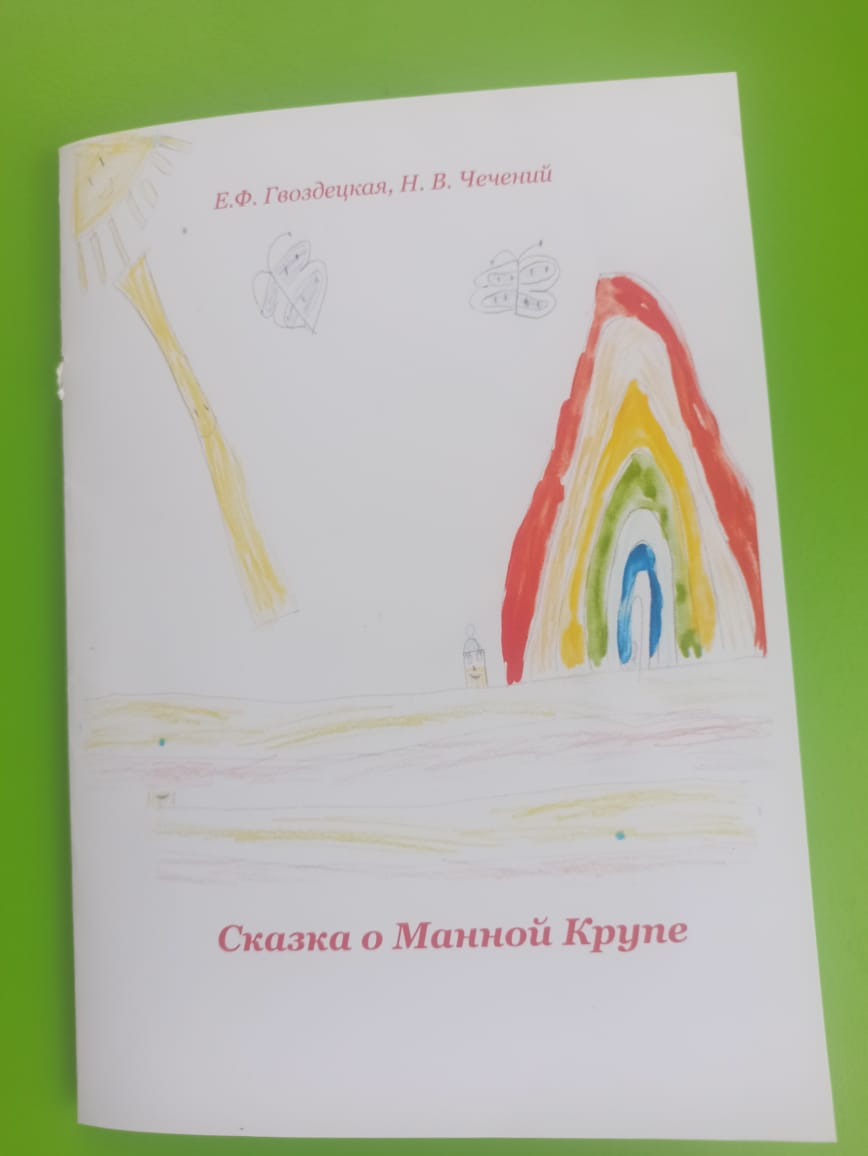 Е.Ф. Гвоздецкая, Н. В. Чечений
Сказка о Манной Крупе